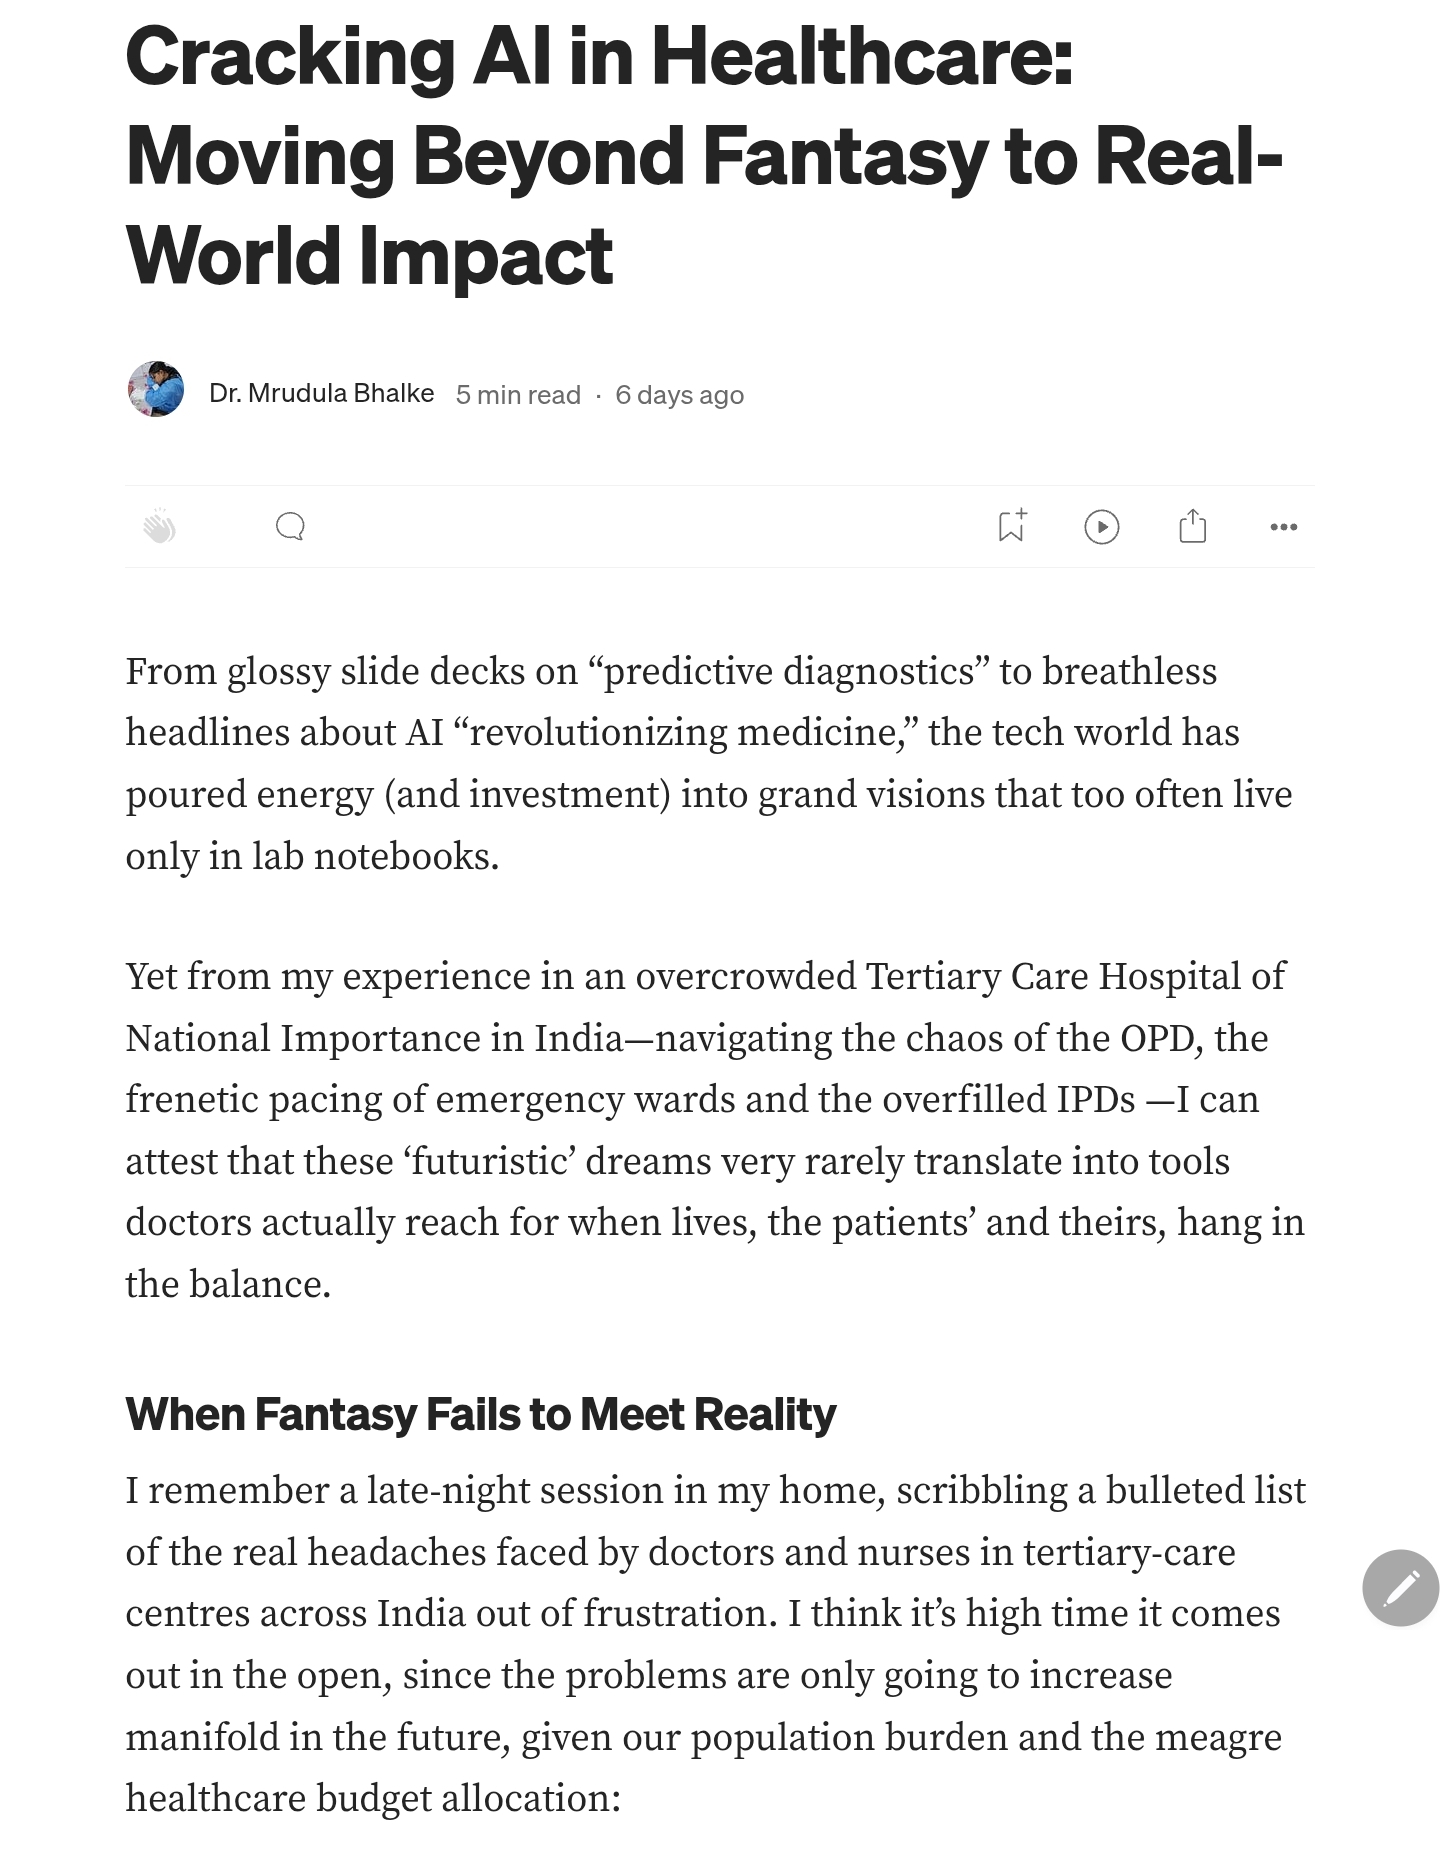 Cracking AI in Healthcare:
Moving Beyond Fantasy to Real-
World Impact
Dr. Mrudula Bhalke 5 min read · 6 days ago
From glossy slide decks on “predictive diagnostics” to breathless
headlines about AI “revolutionizing medicine,” the tech world has
poured energy (and investment) into grand visions that too often live
only in lab notebooks.
Yet from my experience in an overcrowded Tertiary Care Hospital of
National Importance in India—navigating the chaos of the OPD, the
frenetic pacing of emergency wards and the overfilled IPDs —I can
attest that these ‘futuristic’ dreams very rarely translate into tools
doctors actually reach for when lives, the patients’ and theirs, hang in
the balance.
When Fantasy Fails to Meet Reality
I remember a late-night session in my home, scribbling a bulleted list
of the real headaches faced by doctors and nurses in tertiary-care
centres across India out of frustration. I think it’s high time it comes
out in the open, since the problems are only going to increase
manifold in the future, given our population burden and the meagre
healthcare budget allocation: